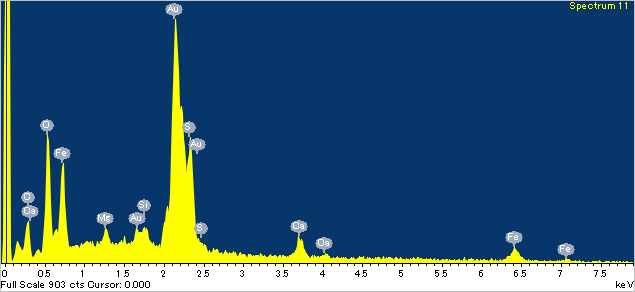 Spectrum 11
Au
O
S
Au
Fe
C
Ca
Si
Mg
Au
S
Ca
Ca
Fe
Fe
0 0.5 1 1.5 2 2.5 3 3.5 4 4.5 5 5.5 6 6.5 7 7.5
Full Scale 903 cts Cursor: 0.000 keV